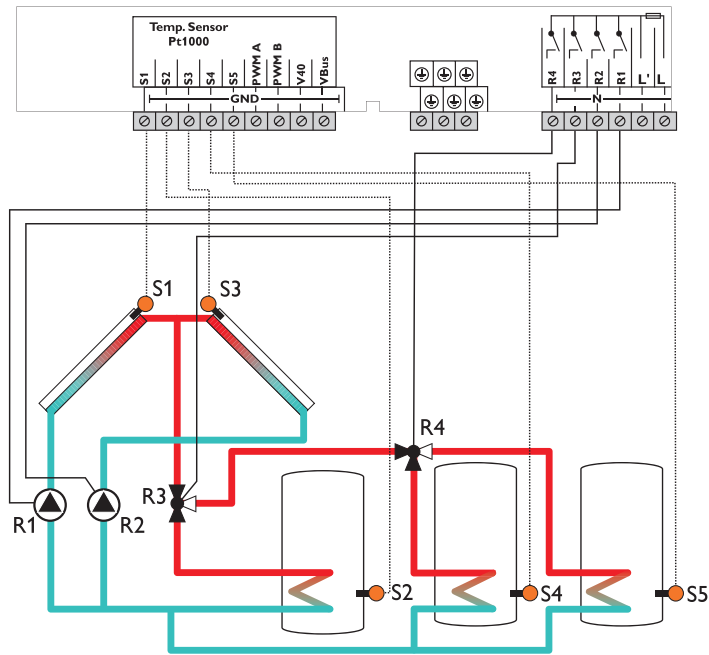 Temp. Sensor
Pt1000
S1 S2 S3 S4 S5 PWM A PWM B V40 VBus
R4 R3 R2 R1 L' L
GND
N
S1 S3
R4
R3
R1 R2
S2 S4 S5